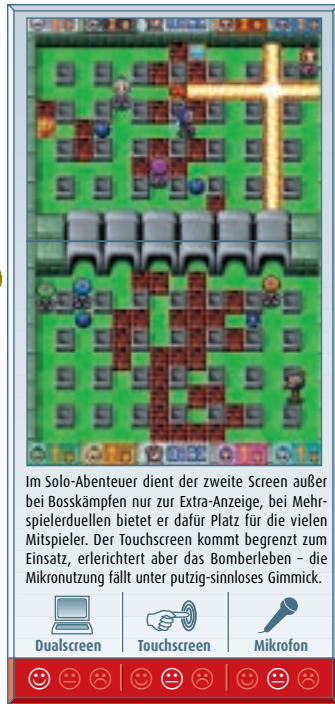 Im Solo-Abenteuer dient der zweite Screen außer
bei Bosskämpfen nur zur Extra-Anzeige, bei Mehr-
spielerduellen bietet er dafür Platz für die vielen
Mitspieler. Der Touchscreen kommt begrenzt zum
Einsatz, erlerichtert aber das Bomberleben – die
Mikronutzung fällt unter putzig-sinnloses Gimmick.
Dualscreen Touchscreen Mikrofon